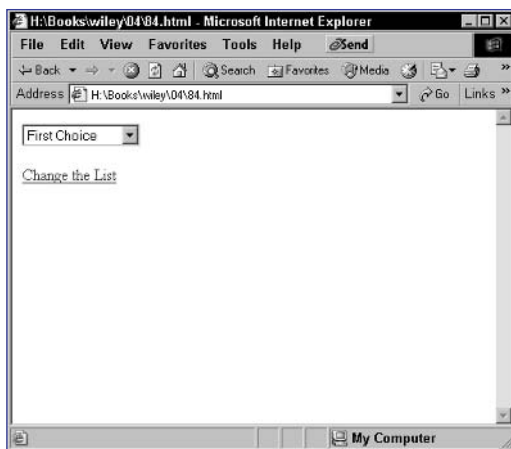 H:\Books\wiley\04\84.html - Microsoft Internet Explorer
File Edit View Favorites Tools Help Send
Back Search Favorites Media
Address H:\Books\wiley\04\84.html Go Links
First Choice
Change the List
My Computer